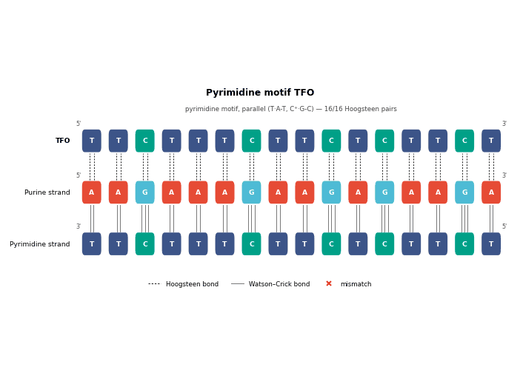 Pyrimidine motif TFO
pyrimidine motif, parallel (T·A-T, C⁺·G-C) — 16/16 Hoogsteen pairs
5' 3'
TFO T T C T T T C T T C T C T T C T
5' 3'
Purine strand A A G A A A G A A G A G A A G A
3' 5'
Pyrimidine strand T T C T T T C T T C T C T T C T
Hoogsteen bond Watson–Crick bond mismatch